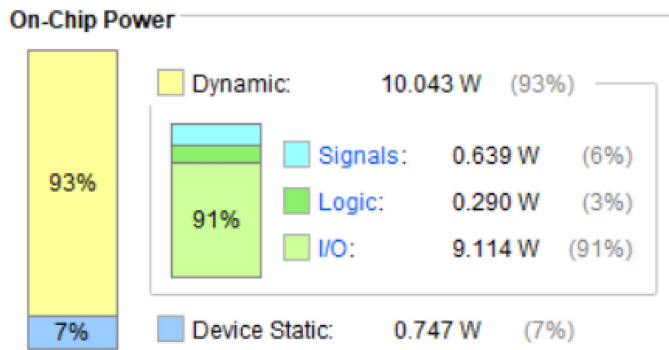 On-Chip Power
Dynamic: 10.043 W (93%)
93%
Signals: 0.639 W (6%)
Logic: 0.290 W (3%)
91%
I/O: 9.114 W (91%)
7%
Device Static: 0.747 W (7%)